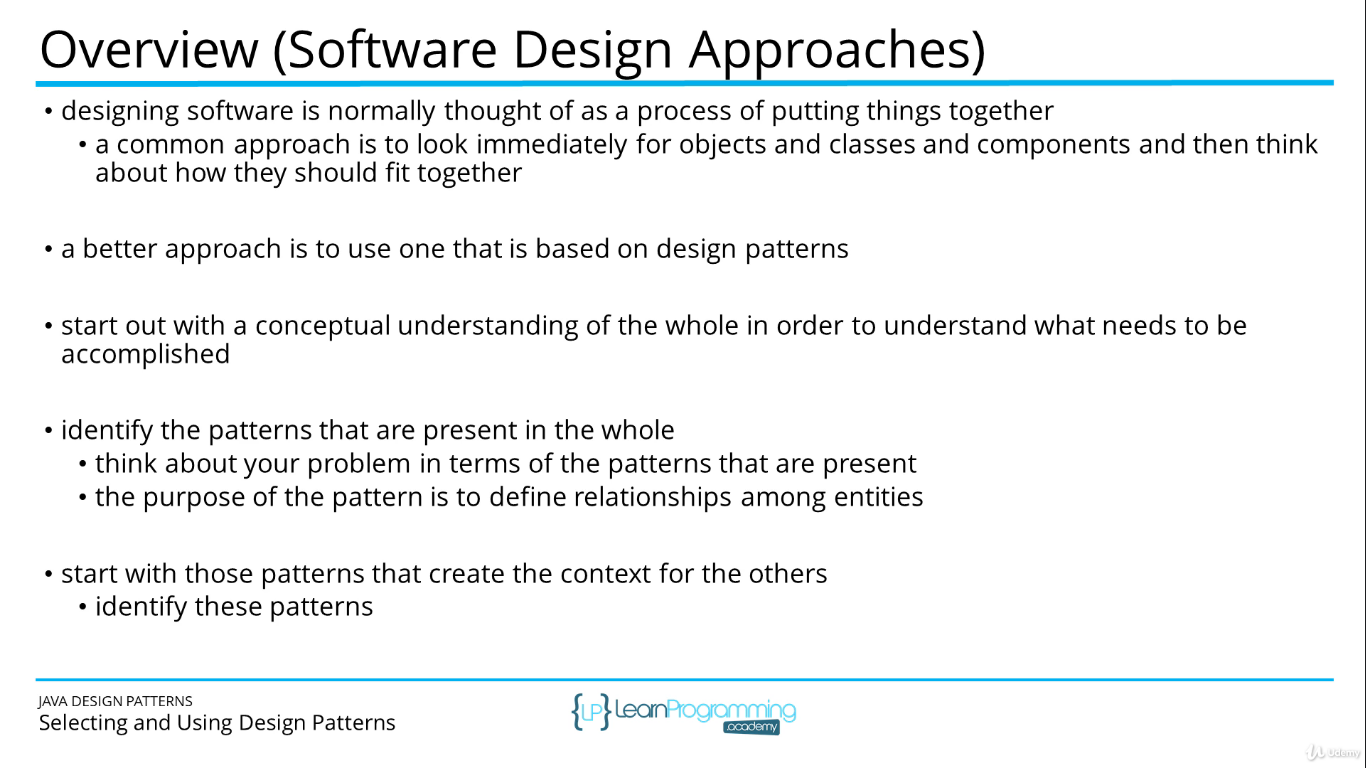 Overview (Software Design Approaches)
• designing software is normally thought of as a process of putting things together
• a common approach is to look immediately for objects and classes and components and then think
about how they should fit together
• a better approach is to use one that is based on design patterns
• start out with a conceptual understanding of the whole in order to understand what needs to be
accomplished
• identify the patterns that are present in the whole
• think about your problem in terms of the patterns that are present
• the purpose of the pattern is to define relationships among entities
• start with those patterns that create the context for the others
• identify these patterns
JAVA DESIGN PATTERNS
Selecting and Using Design Patterns
{LP} LearnProgramming
.academy
Udemy